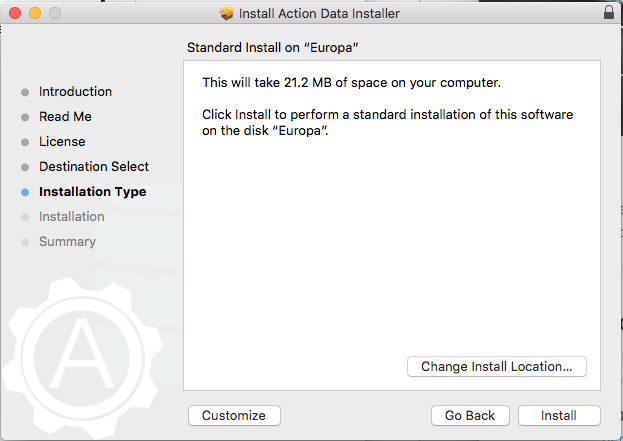 Install Action Data Installer
Standard Install on “Europa”
Introduction
Read Me
License
Destination Select
Installation Type
Installation
Summary
This will take 21.2 MB of space on your computer.
Click Install to perform a standard installation of this software
on the disk “Europa”.
Change Install Location...
Customize
Go Back
Install
A